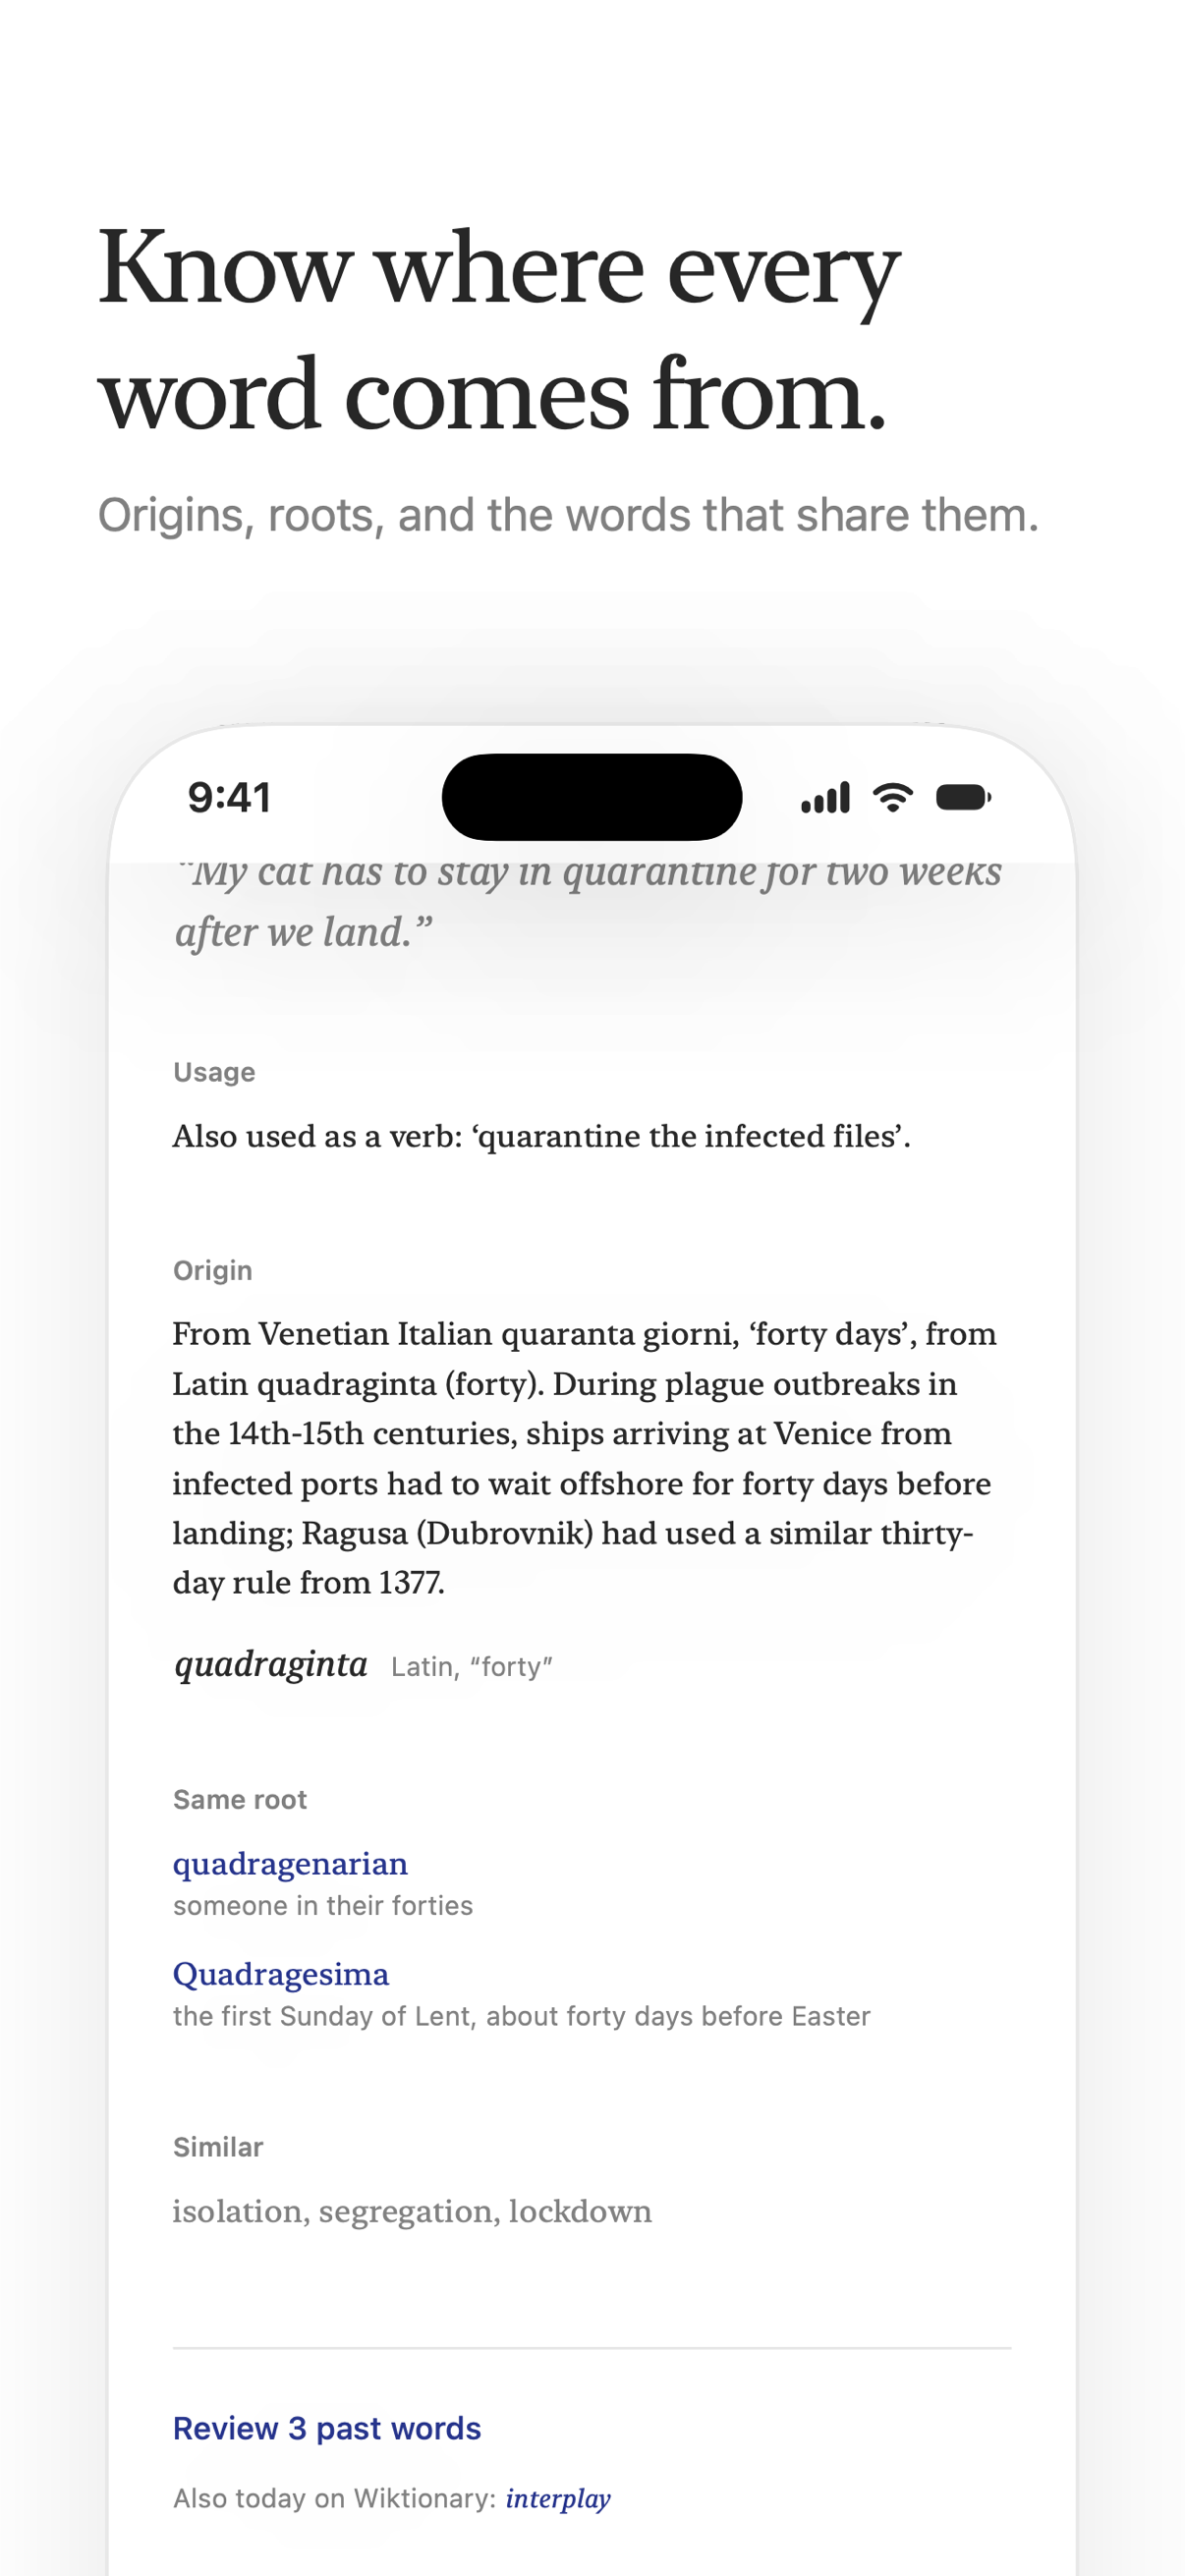 Know where every
word comes from.
Origins, roots, and the words that share them.
9:41
“My cat has to stay in quarantine for two weeks
after we land.”
Usage
Also used as a verb: ‘quarantine the infected files’.
Origin
From Venetian Italian quaranta giorni, ‘forty days’, from
Latin quadraginta (forty). During plague outbreaks in
the 14th-15th centuries, ships arriving at Venice from
infected ports had to wait offshore for forty days before
landing; Ragusa (Dubrovnik) had used a similar thirty-
day rule from 1377.
quadraginta Latin, “forty”
Same root
quadragenarian
someone in their forties
Quadragesima
the first Sunday of Lent, about forty days before Easter
Similar
isolation, segregation, lockdown
Review 3 past words
Also today on Wiktionary: interplay